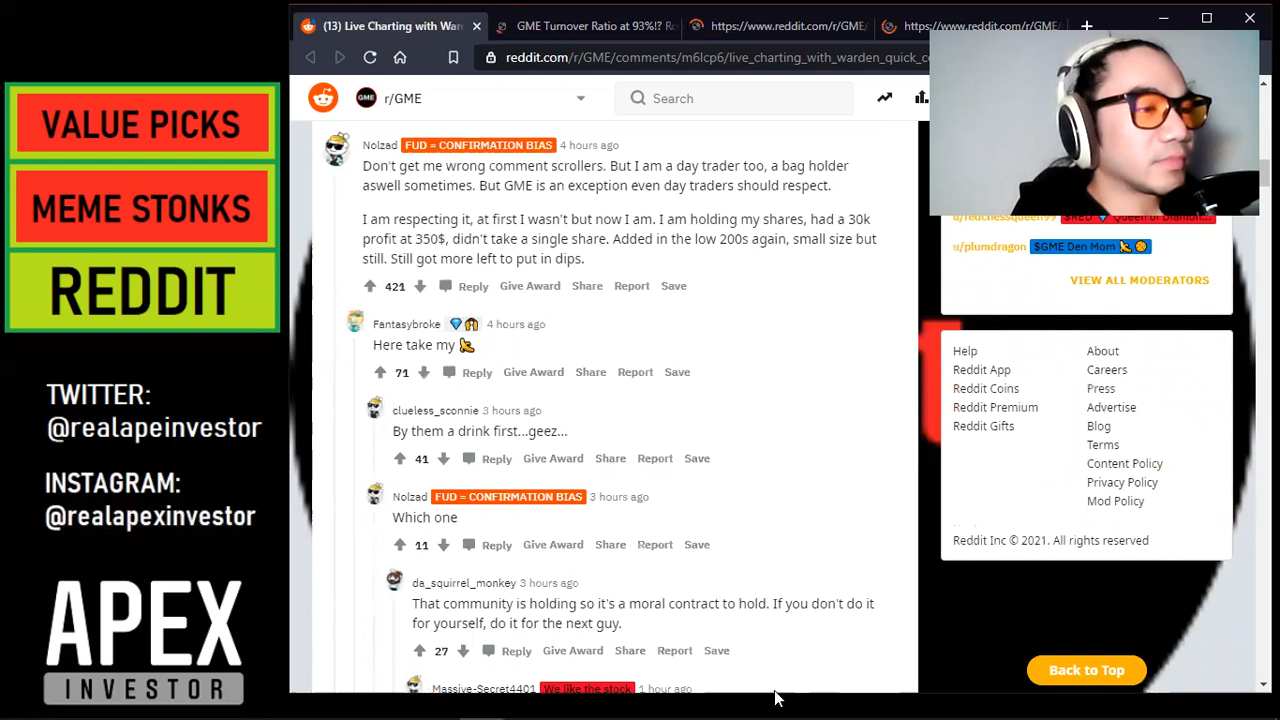 VALUE PICKS
MEME STONKS
REDDIT
TWITTER:
@realapeinvestor
INSTAGRAM:
@realapexinvestor
APEX
INVESTOR
(13) Live Charting with War
GME Turnover Ratio at 93%!? R
https://www.reddit.com/r/GME/
https://www.reddit.com/r/GME/
reddit.com/r/GME/comments/m6lcp6/live_charting_with_warden_quick_c
GME
r/GME
Search
Nolzad FUD = CONFIRMATION BIAS 4 hours ago
Don't get me wrong comment scrollers. But I am a day trader too, a bag holder
aswell sometimes. But GME is an exception even day traders should respect.
I am respecting it, at first I wasn't but now I am. I am holding my shares, had a 30k
profit at 350$, didn't take a single share. Added in the low 200s again, small size but
still. Still got more left to put in dips.
421 Reply Give Award Share Report Save
Fantasybroke 💎🙌 4 hours ago
Here take my
71 Reply Give Award Share Report Save
clueless_sconnie 3 hours ago
By them a drink first...geez...
41 Reply Give Award Share Report Save
Nolzad FUD = CONFIRMATION BIAS 3 hours ago
Which one
11 Reply Give Award Share Report Save
da_squirrel_monkey 3 hours ago
That community is holding so it's a moral contract to hold. If you don't do it
for yourself, do it for the next guy.
27 Reply Give Award Share Report Save
Massive-Secret4401 We like the stock 1 hour ago
u/redchessqueen99 $RED 💎 Queen of Diamon...
u/plumdragon $GME Den Mom
VIEW ALL MODERATORS
Help
About
Reddit App
Careers
Reddit Coins
Press
Reddit Premium
Advertise
Reddit Gifts
Blog
Terms
Content Policy
Privacy Policy
Mod Policy
Reddit Inc © 2021. All rights reserved
Back to Top